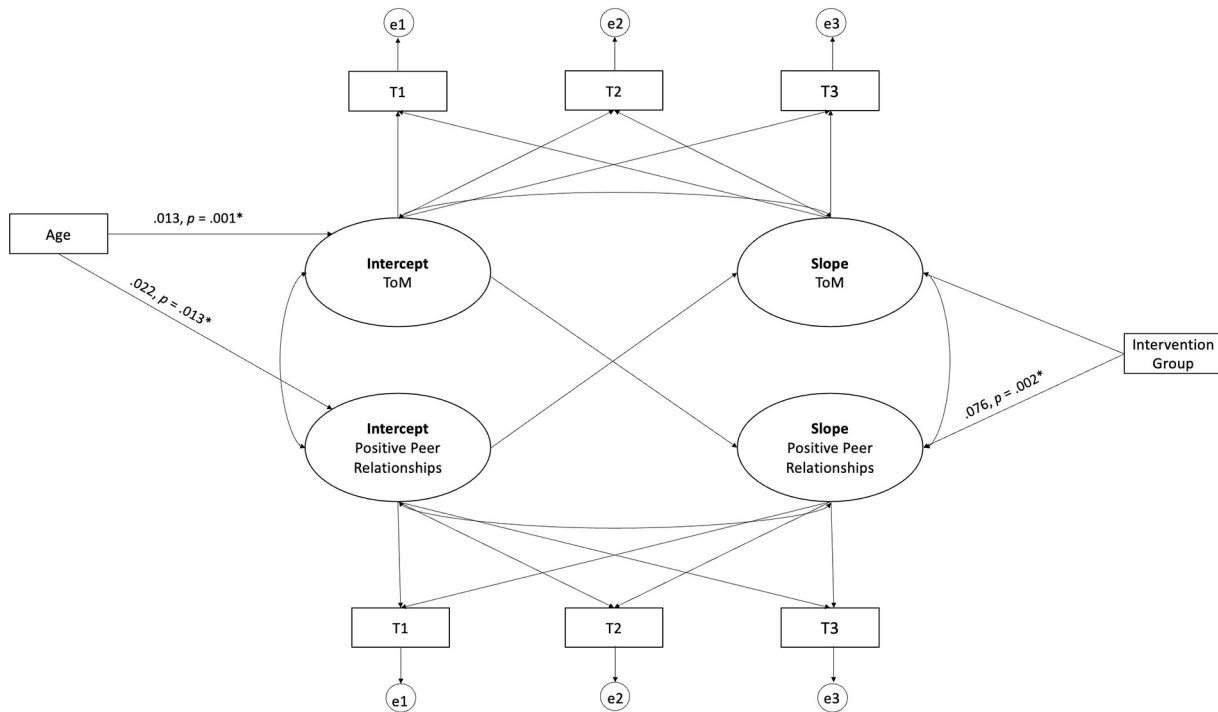 e1
e2
e3
T1
T2
T3
.013, p = .001*
Age
Intercept
ToM
Slope
ToM
.022, p = .013*
Intervention
Group
.076, p = .002*
Intercept
Positive Peer
Relationships
Slope
Positive Peer
Relationships
T1
T2
T3
e1
e2
e3